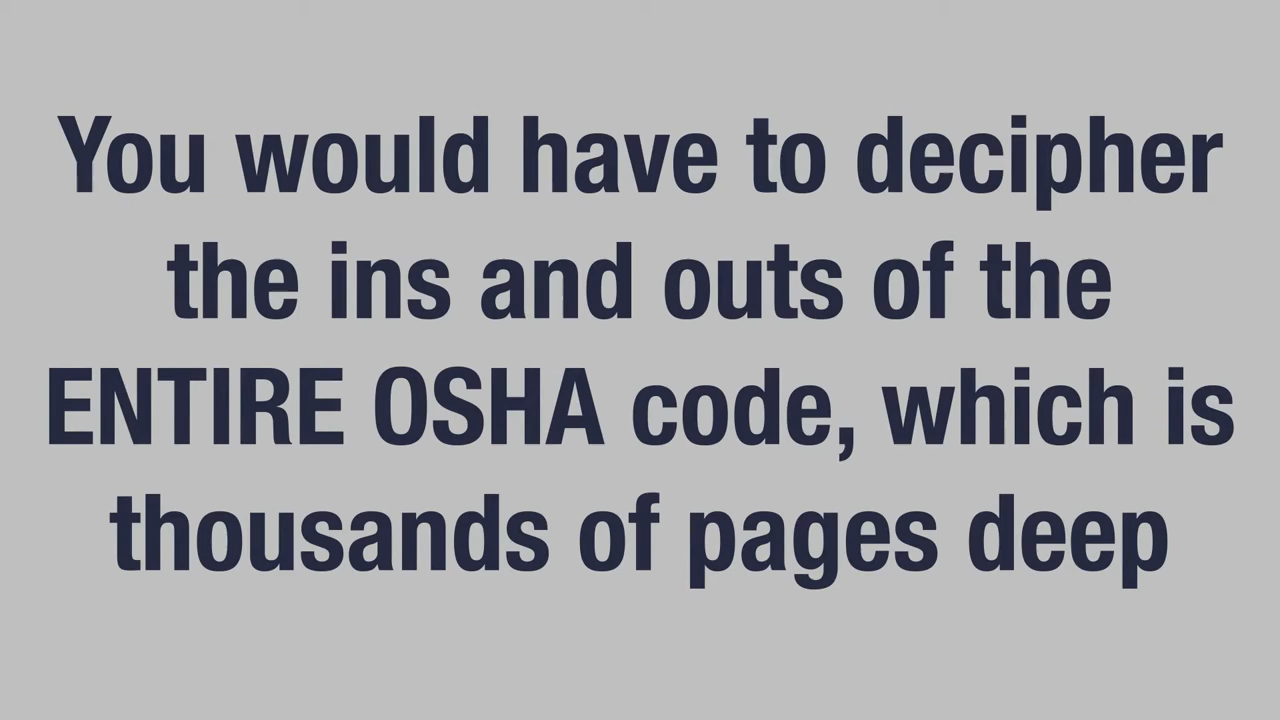 You would have to decipher
the ins and outs of the
ENTIRE OSHA code, which is
thousands of pages deep